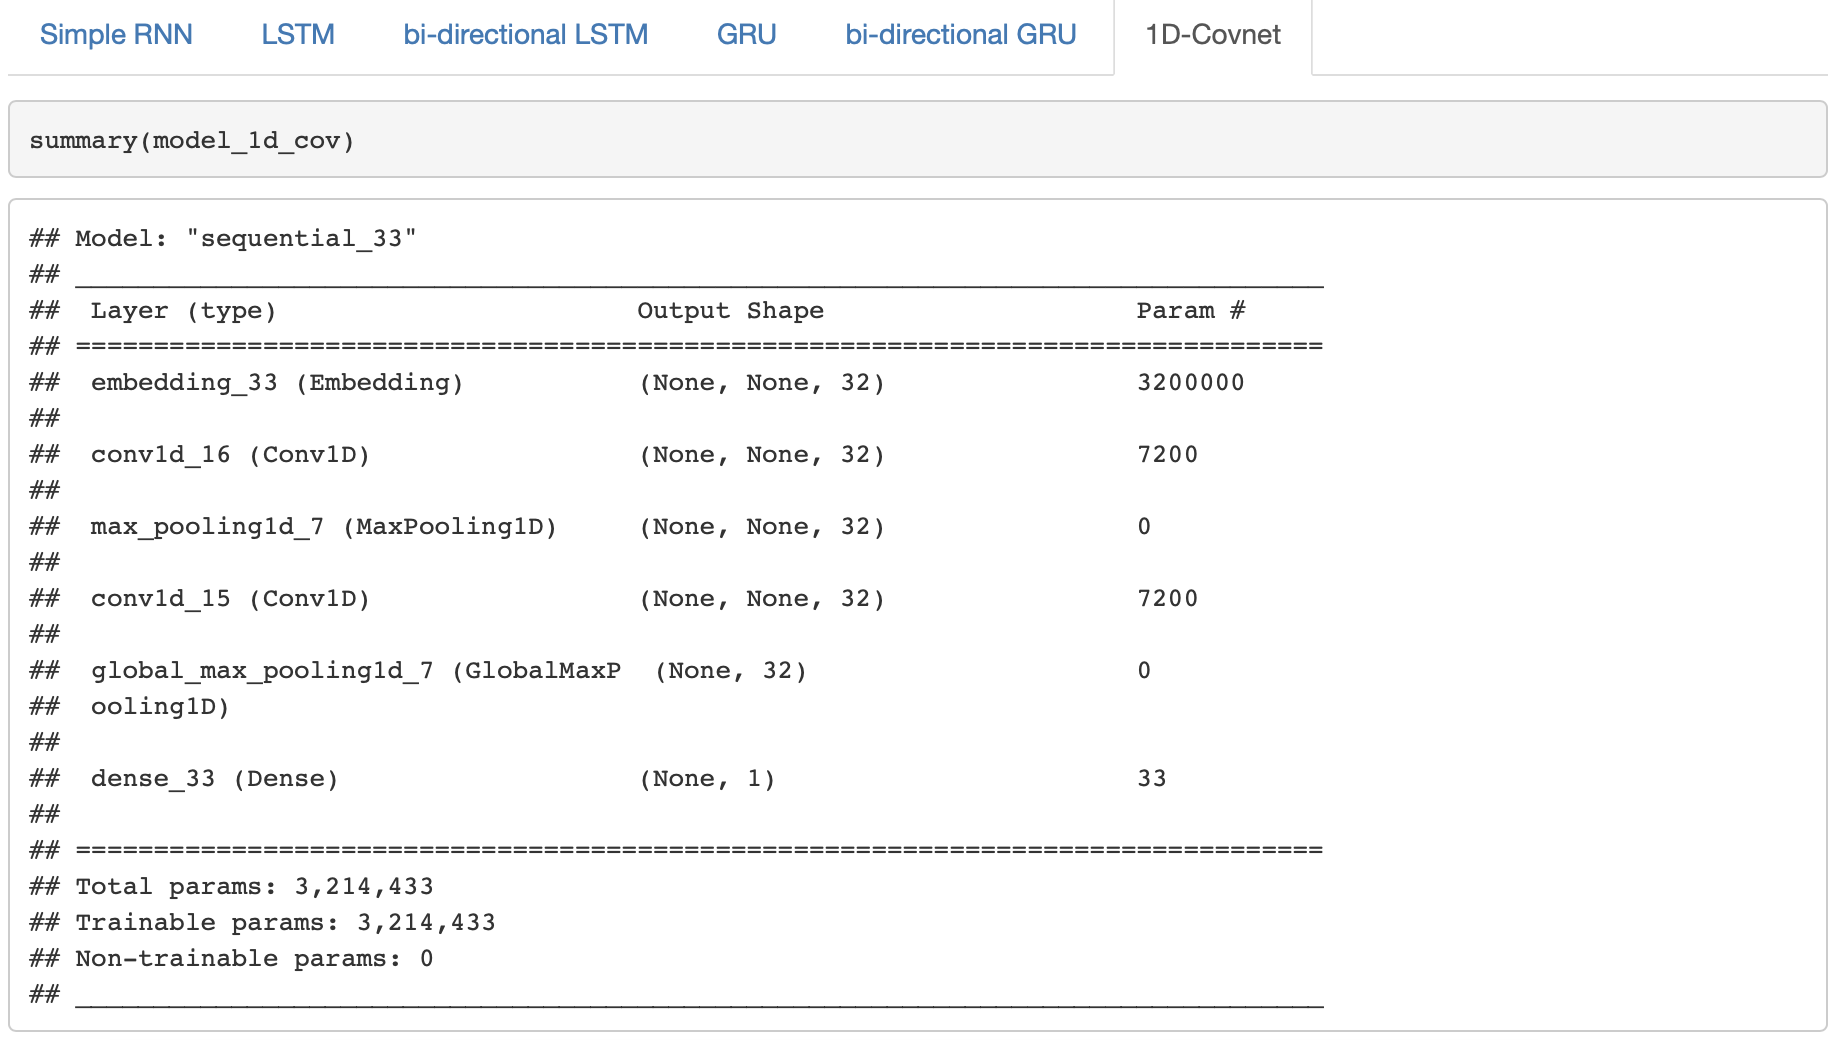 Simple RNN LSTM bi-directional LSTM GRU bi-directional GRU 1D-Covnet
summary(model_1d_cov)
## Model: "sequential_33"
## ________________________________________________________________________________
##  Layer (type)                       Output Shape                    Param #
## ================================================================================
##  embedding_33 (Embedding)           (None, None, 32)                3200000
##
##  conv1d_16 (Conv1D)                 (None, None, 32)                7200
##
##  max_pooling1d_7 (MaxPooling1D)     (None, None, 32)                0
##
##  conv1d_15 (Conv1D)                 (None, None, 32)                7200
##
##  global_max_pooling1d_7 (GlobalMaxP  (None, 32)                     0
##  ooling1D)
##
##  dense_33 (Dense)                   (None, 1)                       33
##
## ================================================================================
## Total params: 3,214,433
## Trainable params: 3,214,433
## Non-trainable params: 0
## ________________________________________________________________________________